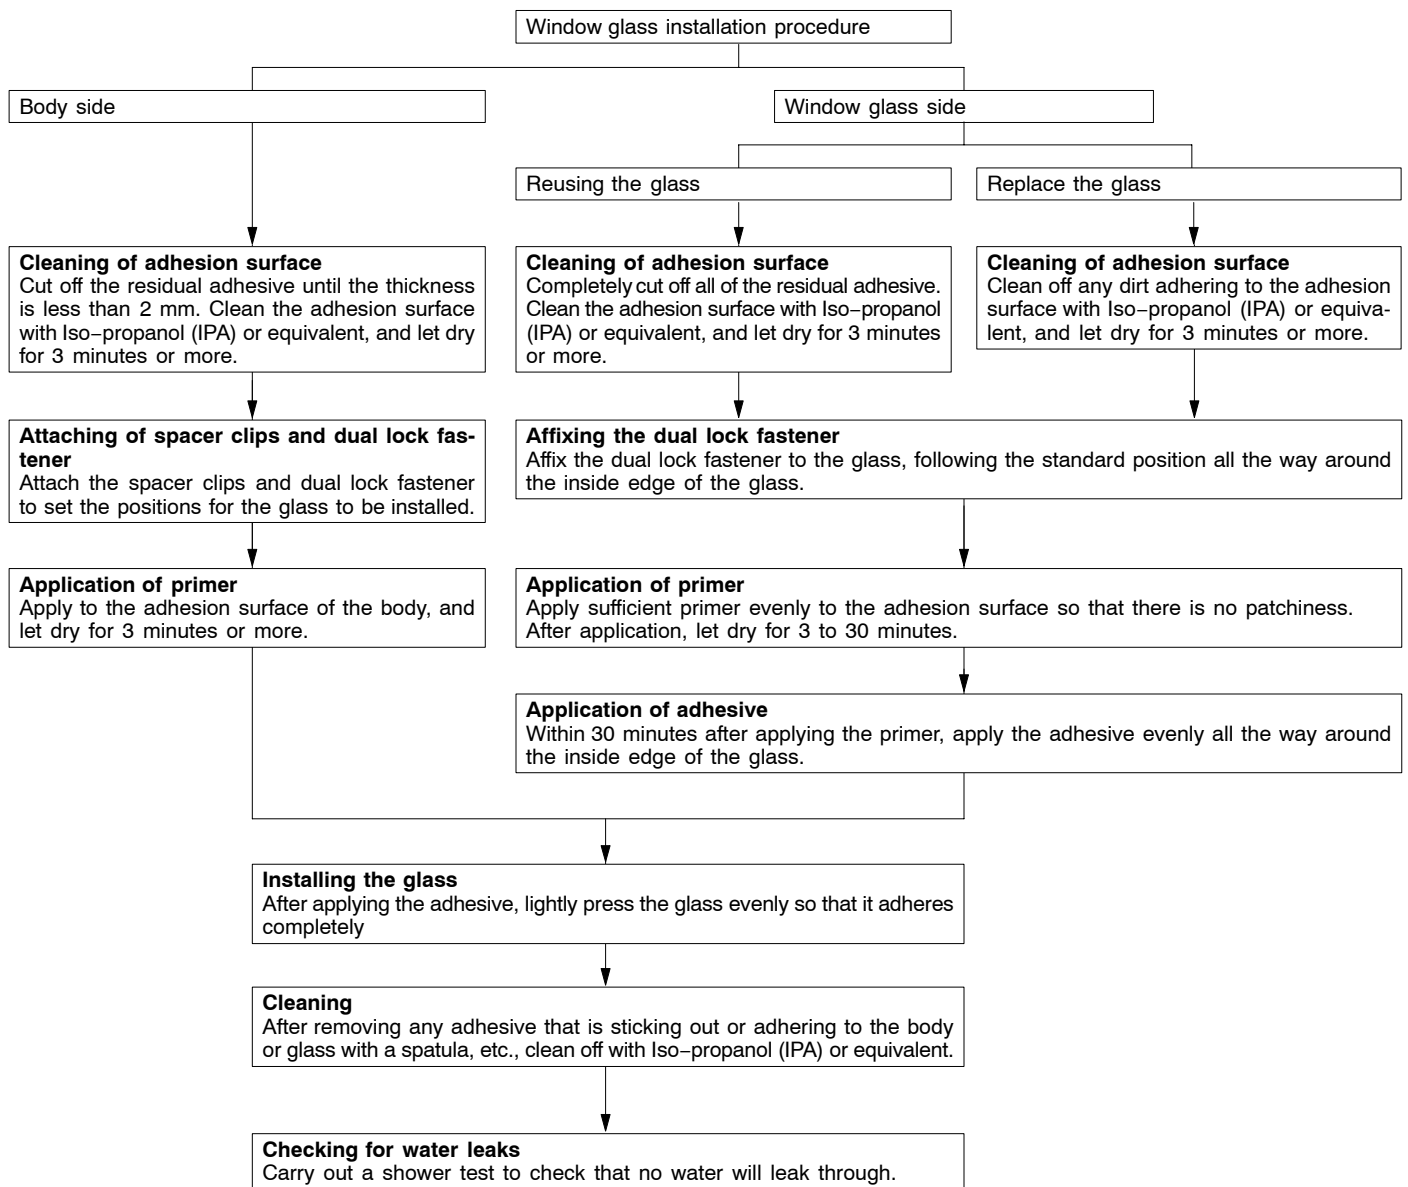 Window glass installation procedure
Body side
Window glass side
Reusing the glass
Replace the glass
Cleaning of adhesion surface
Cut off the residual adhesive until the thickness
is less than 2 mm. Clean the adhesion surface
with Iso−propanol (IPA) or equivalent, and let dry
for 3 minutes or more.
Cleaning of adhesion surface
Completely cut off all of the residual adhesive.
Clean the adhesion surface with Iso−propanol
(IPA) or equivalent, and let dry for 3 minutes
or more.
Cleaning of adhesion surface
Clean off any dirt adhering to the adhesion
surface with Iso−propanol (IPA) or equiva-
lent, and let dry for 3 minutes or more.
Attaching of spacer clips and dual lock fas-
tener
Attach the spacer clips and dual lock fastener
to set the positions for the glass to be installed.
Affixing the dual lock fastener
Affix the dual lock fastener to the glass, following the standard position all the way around
the inside edge of the glass.
Application of primer
Apply to the adhesion surface of the body, and
let dry for 3 minutes or more.
Application of primer
Apply sufficient primer evenly to the adhesion surface so that there is no patchiness.
After application, let dry for 3 to 30 minutes.
Application of adhesive
Within 30 minutes after applying the primer, apply the adhesive evenly all the way around
the inside edge of the glass.
Installing the glass
After applying the adhesive, lightly press the glass evenly so that it adheres
completely
Cleaning
After removing any adhesive that is sticking out or adhering to the body
or glass with a spatula, etc., clean off with Iso−propanol (IPA) or equivalent.
Checking for water leaks
Carry out a shower test to check that no water will leak through.